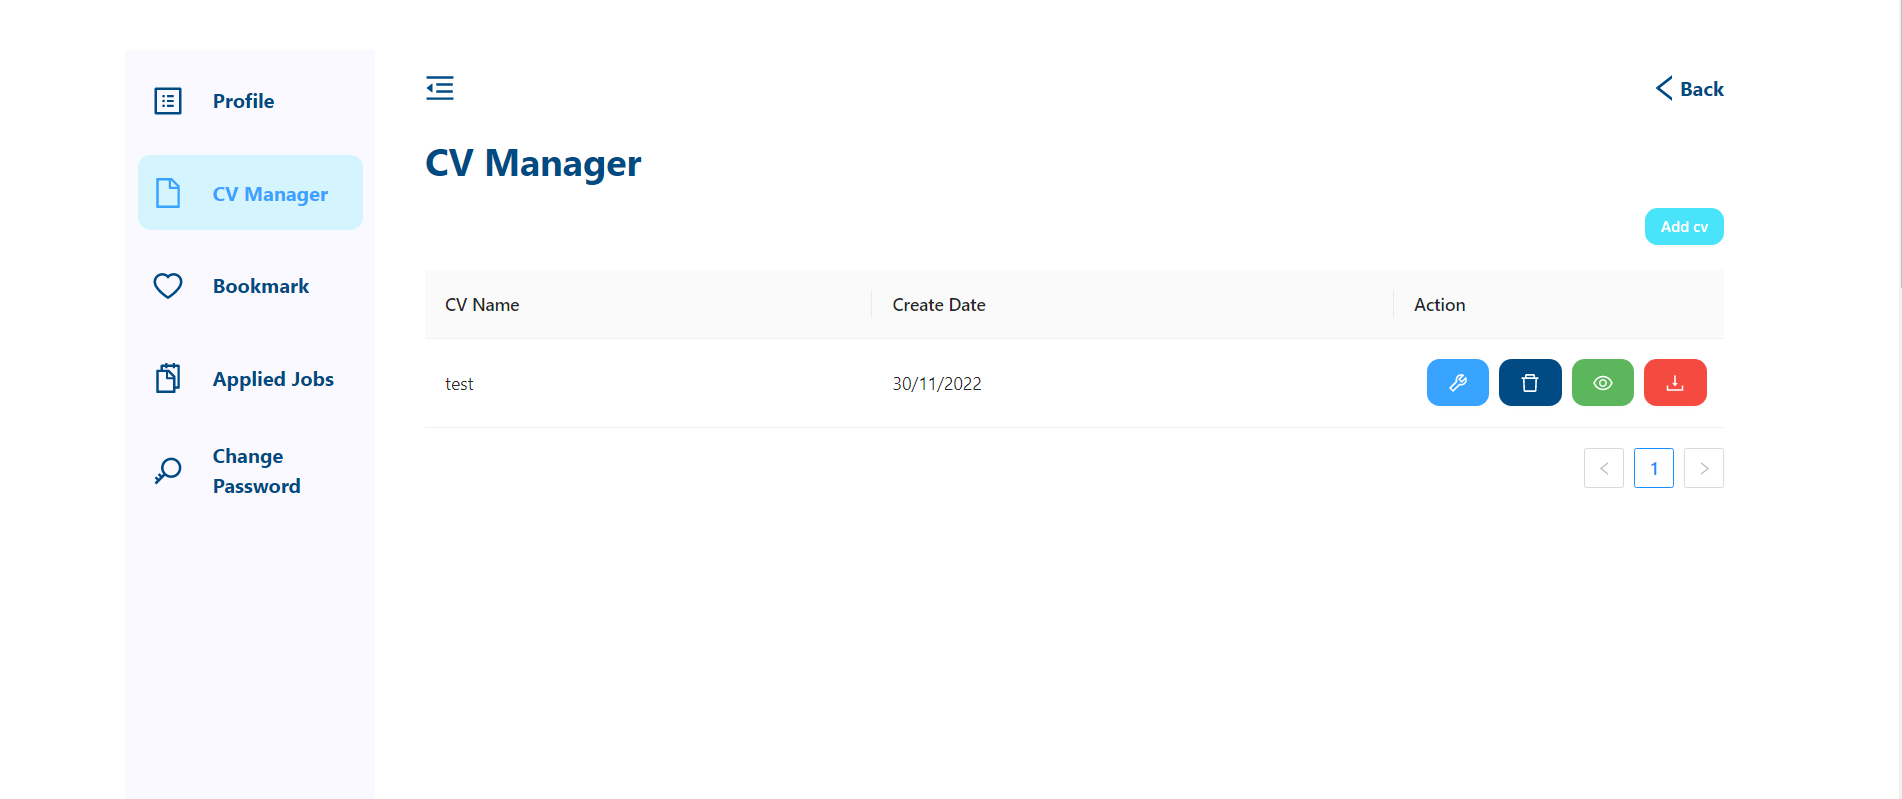 Profile
CV Manager
Bookmark
Applied Jobs
Change
Password
Back
CV Manager
Add cv
CV Name Create Date Action
test 30/11/2022
1